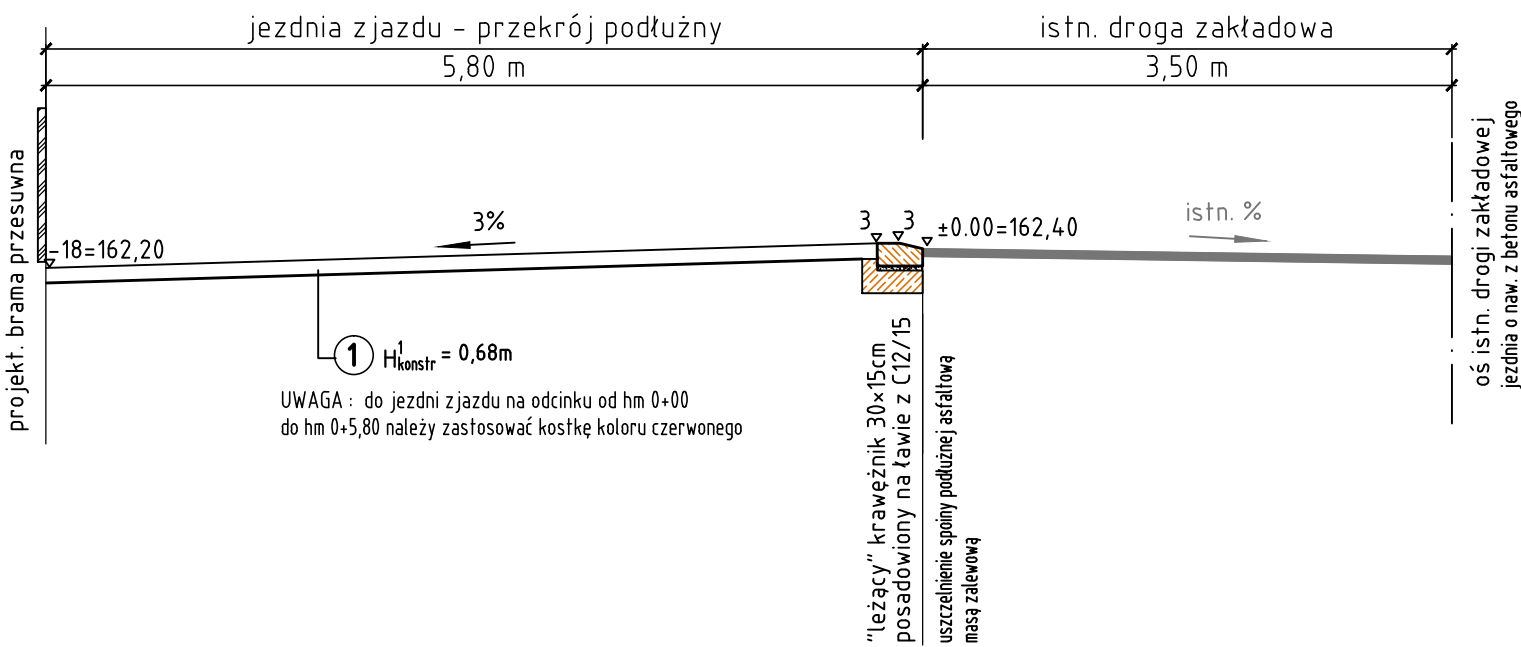 jezdnia zjazdu - przekrój podłużny
istn. droga zakładowa
5,80 m
3,50 m
projekt. brama przesuwna
-18=162,20
3%
3
3
±0.00=162,40
istn. %
oś istn. drogi zakładowej
jezdnia o naw. z betonu asfaltowego
1 H1konstr = 0,68m
UWAGA : do jezdni zjazdu na odcinku od hm 0+00
do hm 0+5,80 należy zastosować kostkę koloru czerwonego
"leżący" krawężnik 30×15cm
posadowiony na ławie z C12/15
uszczelnienie spoiny podłużnej asfaltową
masą zalewową